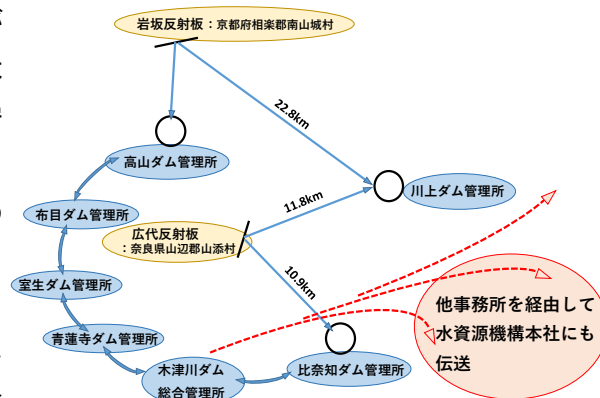 岩坂反射板：京都府相楽郡南山城村
22.8km
高山ダム管理所
11.8km
川上ダム管理所
布目ダム管理所
広代反射板
：奈良県山辺郡山添村
10.9km
室生ダム管理所
他事務所を経由して
水資源機構本社にも
伝送
青蓮寺ダム管理所
木津川ダム
総合管理所
比奈知ダム管理所